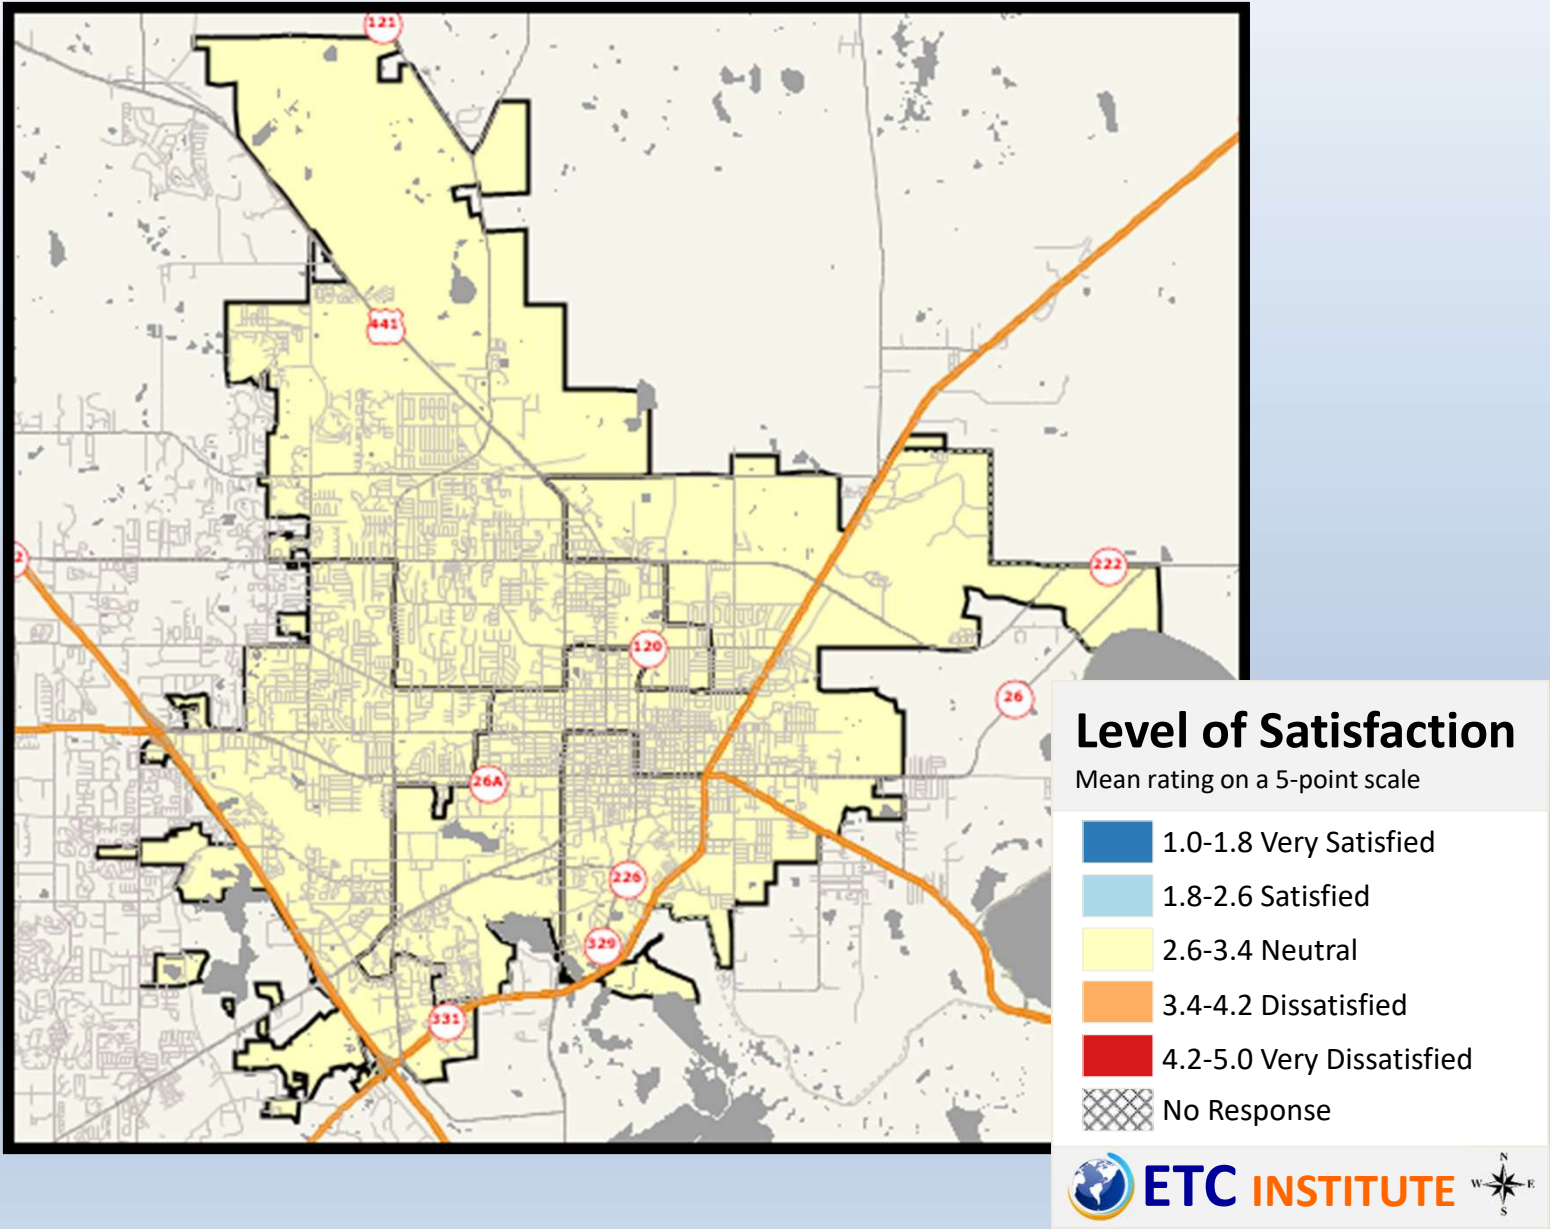 121
441
2
222
120
26
26A
226
329
331
Level of Satisfaction
Mean rating on a 5-point scale
1.0-1.8 Very Satisfied
1.8-2.6 Satisfied
2.6-3.4 Neutral
3.4-4.2 Dissatisfied
4.2-5.0 Very Dissatisfied
No Response
ETC INSTITUTE
N
W E
S